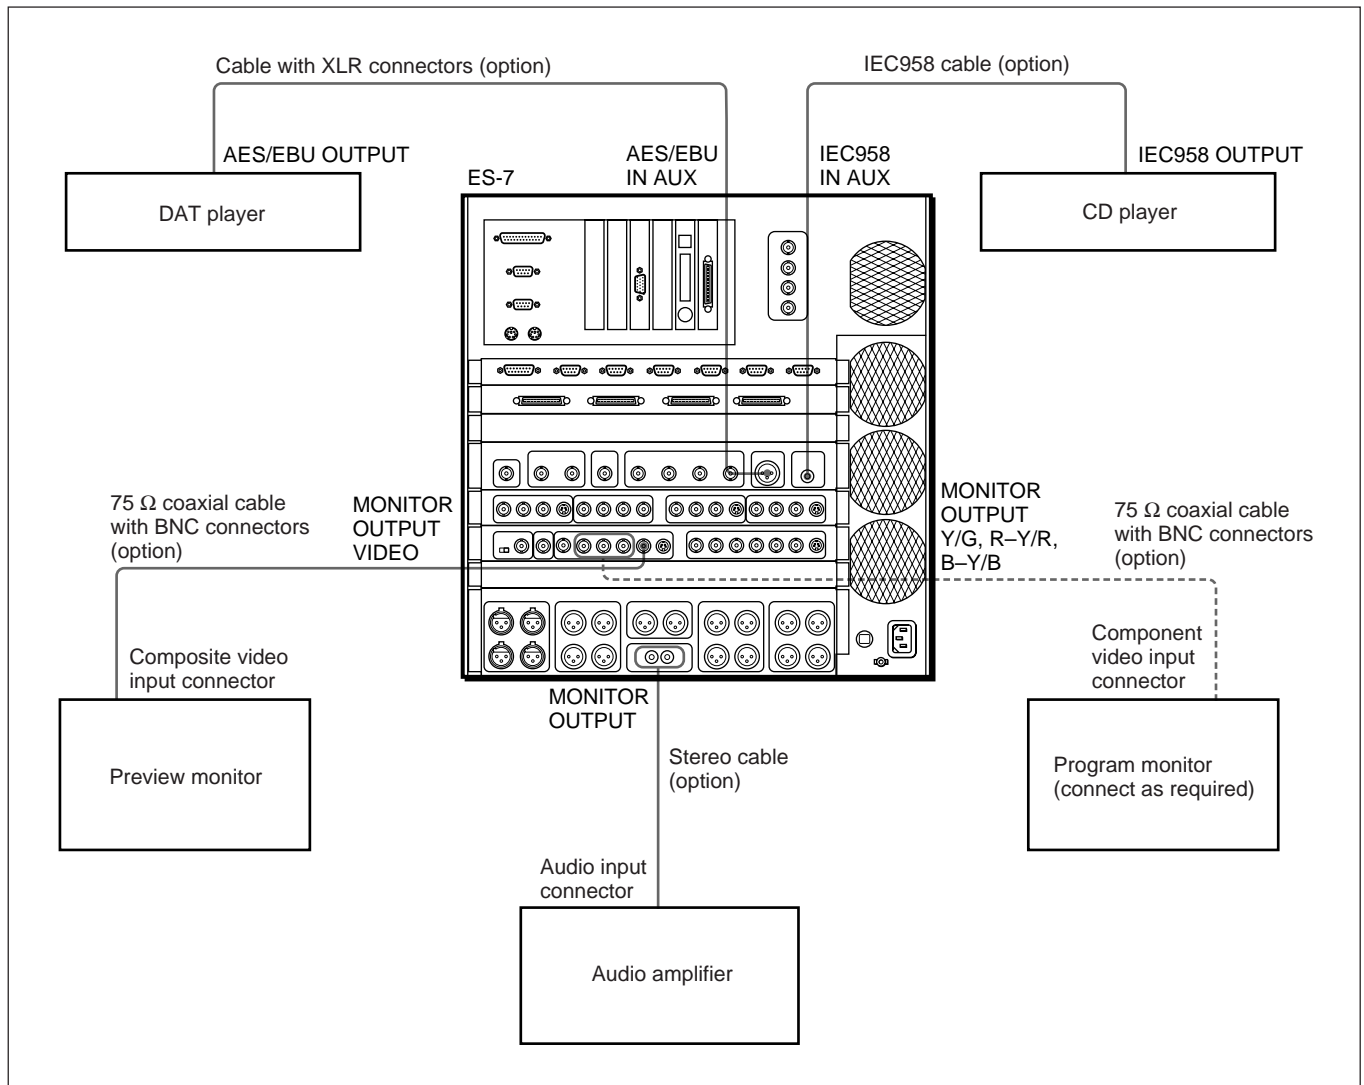 Cable with XLR connectors (option)
IEC958 cable (option)
AES/EBU OUTPUT
AES/EBU
IN AUX
IEC958
IN AUX
IEC958 OUTPUT
ES-7
DAT player
CD player
75 Ω coaxial cable
with BNC connectors
(option)
MONITOR
OUTPUT
VIDEO
MONITOR
OUTPUT
Y/G, R–Y/R,
B–Y/B
75 Ω coaxial cable
with BNC connectors
(option)
Composite video
input connector
Component
video input
connector
MONITOR
OUTPUT
Stereo cable
(option)
Preview monitor
Program monitor
(connect as required)
Audio input
connector
Audio amplifier